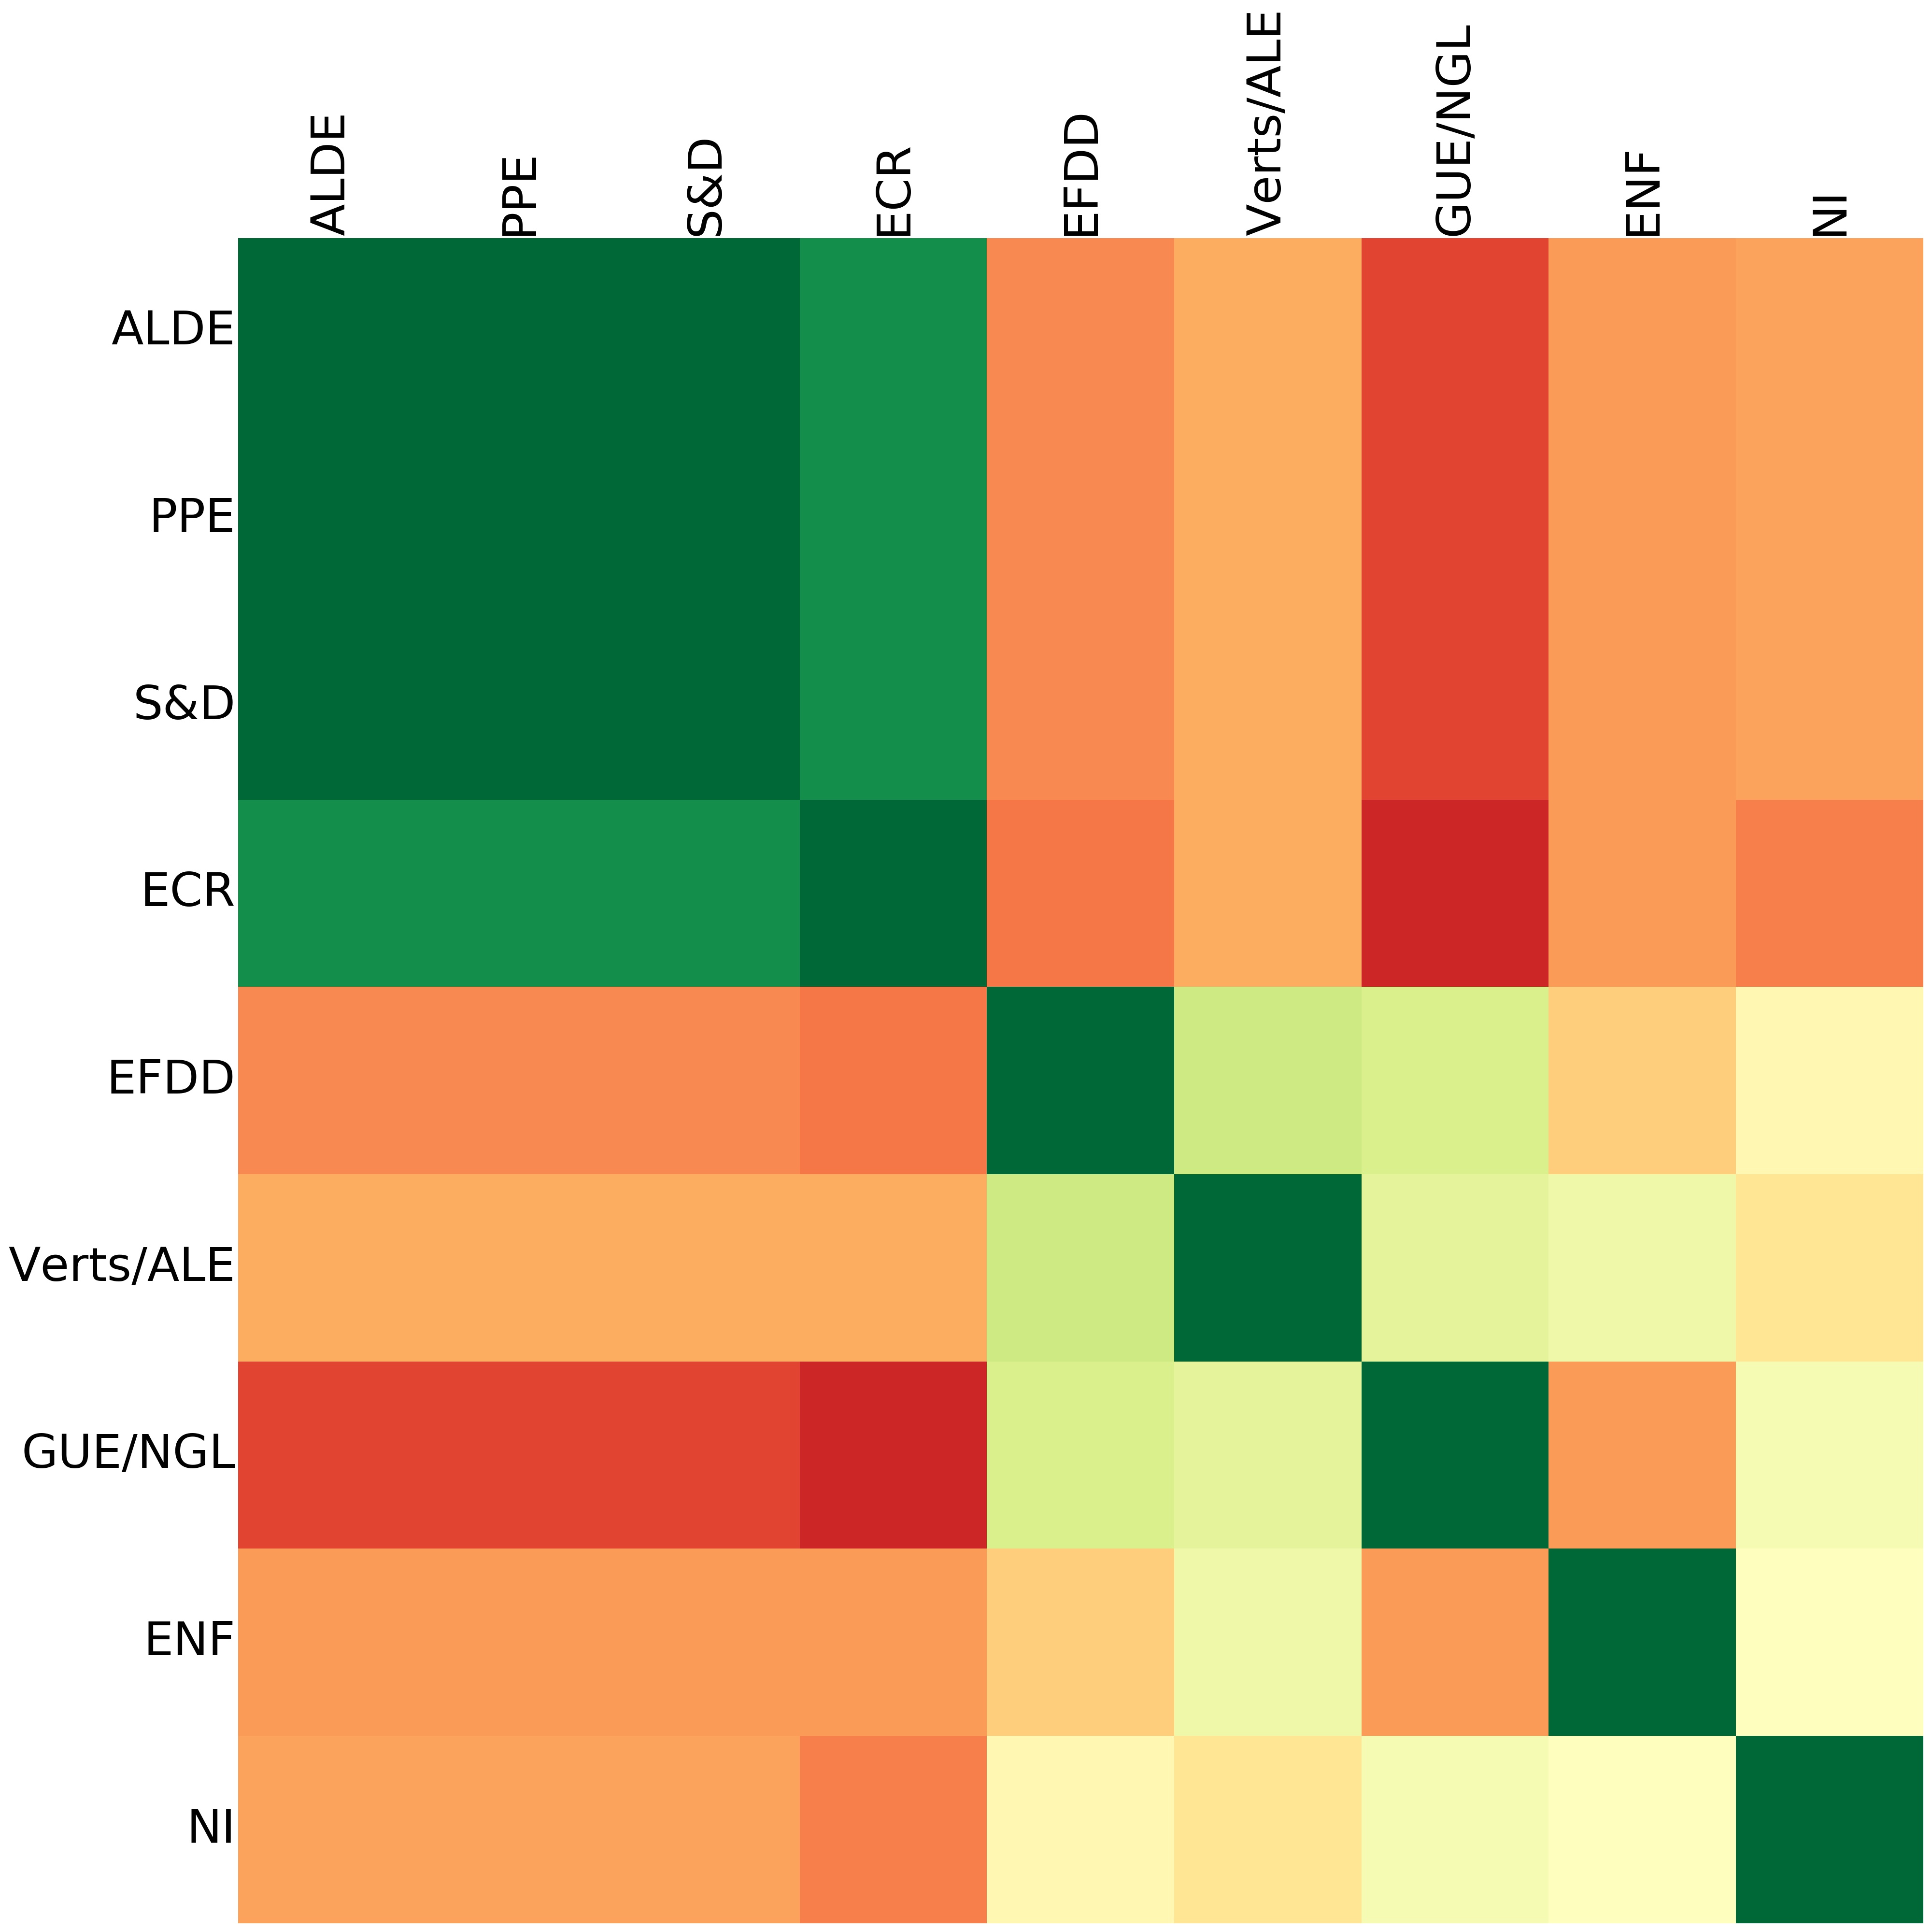 ALDE
PPE
S&D
ECR
EFDD
Verts/ALE
GUE/NGL
ENF
NI
ALDE
PPE
S&D
ECR
EFDD
Verts/ALE
GUE/NGL
ENF
NI